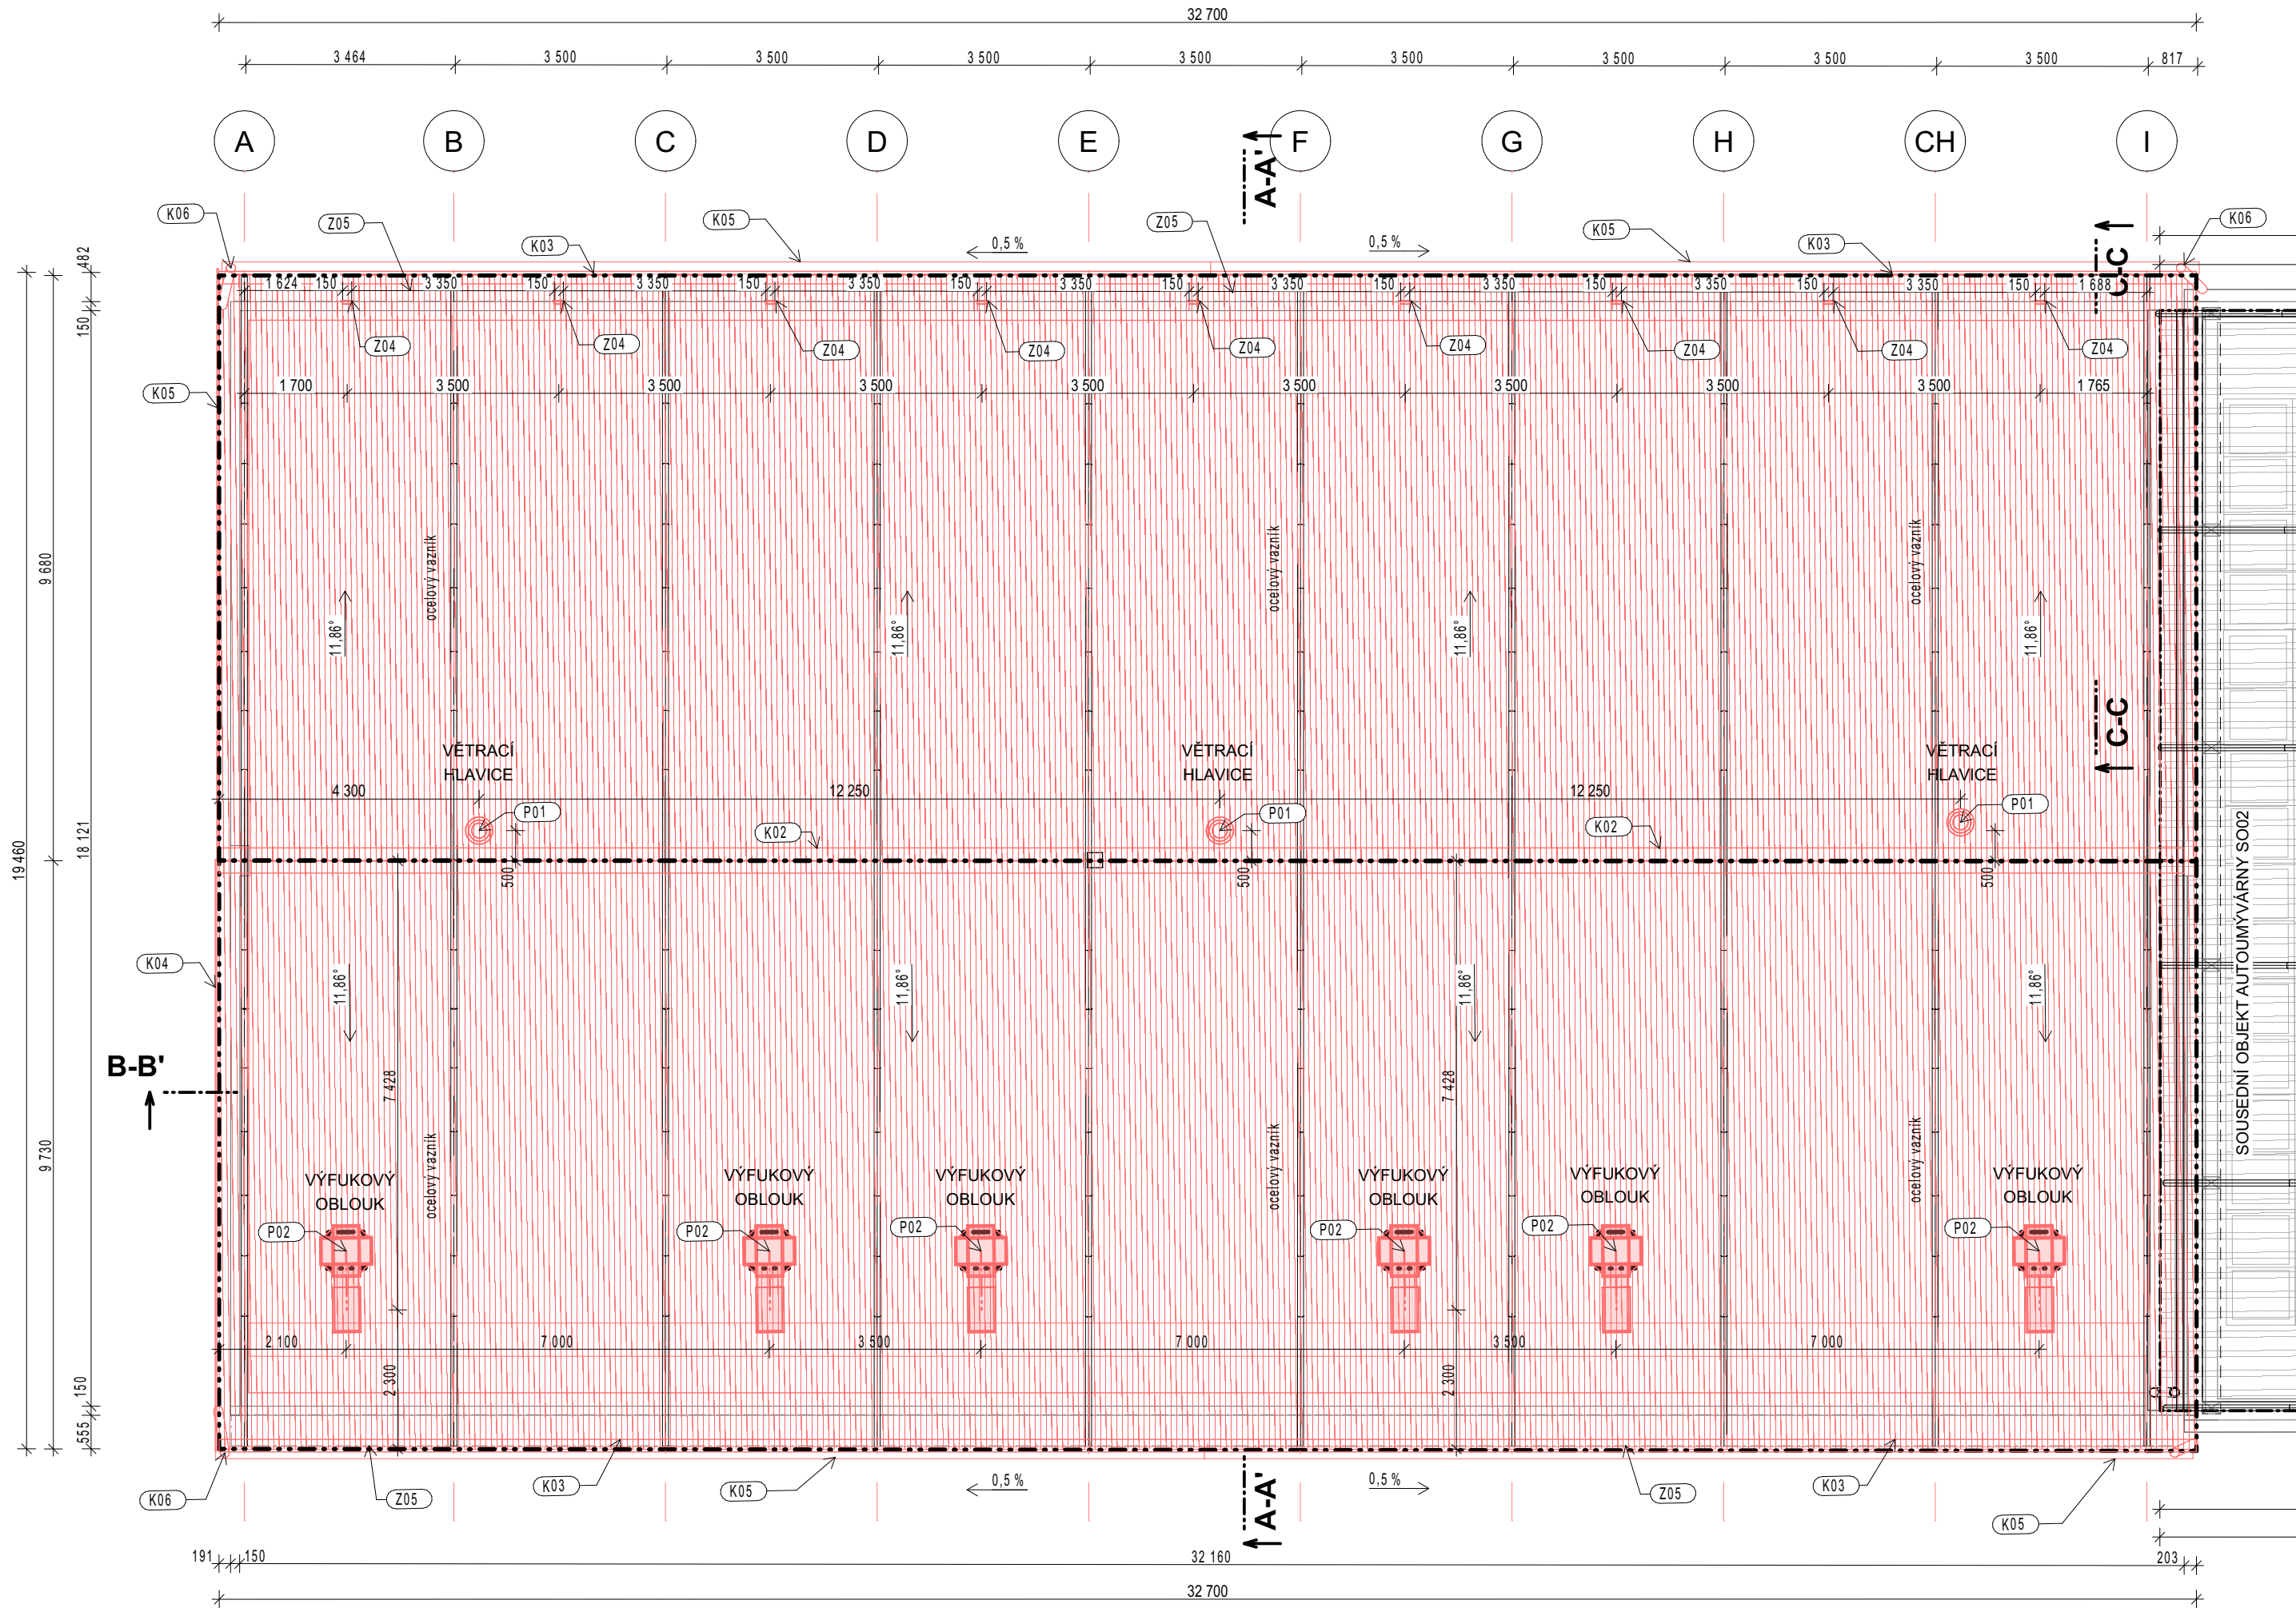 32 700
3 464 3 500 3 500 3 500 3 500 3 500 3 500 3 500 3 500 817
A B C D E F G H CH I
A-A'
K06 Z05 K03 K05 0,5 % Z05 0,5 % K05 K03 C-C K06
1 624 150 3 350 150 3 350 150 3 350 150 3 350 150 3 350 150 3 350 150 3 350 150 3 350 150 1 688
Z04 Z04 Z04 Z04 Z04 Z04 Z04 Z04 Z04
K05
1 700 3 500 3 500 3 500 3 500 3 500 3 500 3 500 3 500 1 765
482
150
9 680
19 460
18 121
9 730
150
555
ocelový vazník ocelový vazník ocelový vazník
11,86° 11,86° 11,86° 11,86°
C-C
VĚTRACÍ
HLAVICE
VĚTRACÍ
HLAVICE
VĚTRACÍ
HLAVICE
4 300 12 250 12 250
P01 P01 P01
K02 K02
500 500 500
SOUSEDNÍ OBJEKT AUTOUMÝVÁRNY SO02
K04
11,86° 11,86° 11,86° 11,86°
B-B'
7 428 7 428
ocelový vazník ocelový vazník ocelový vazník
VÝFUKOVÝ
OBLOUK
VÝFUKOVÝ
OBLOUK
VÝFUKOVÝ
OBLOUK
VÝFUKOVÝ
OBLOUK
VÝFUKOVÝ
OBLOUK
VÝFUKOVÝ
OBLOUK
P02 P02 P02 P02 P02 P02
2 100 7 000 3 500 7 000 3 500 7 000
2 300 2 300
K06 Z05 K03 K05 0,5 % A-A' 0,5 % Z05 K03 K05
191 150 32 160 203
32 700